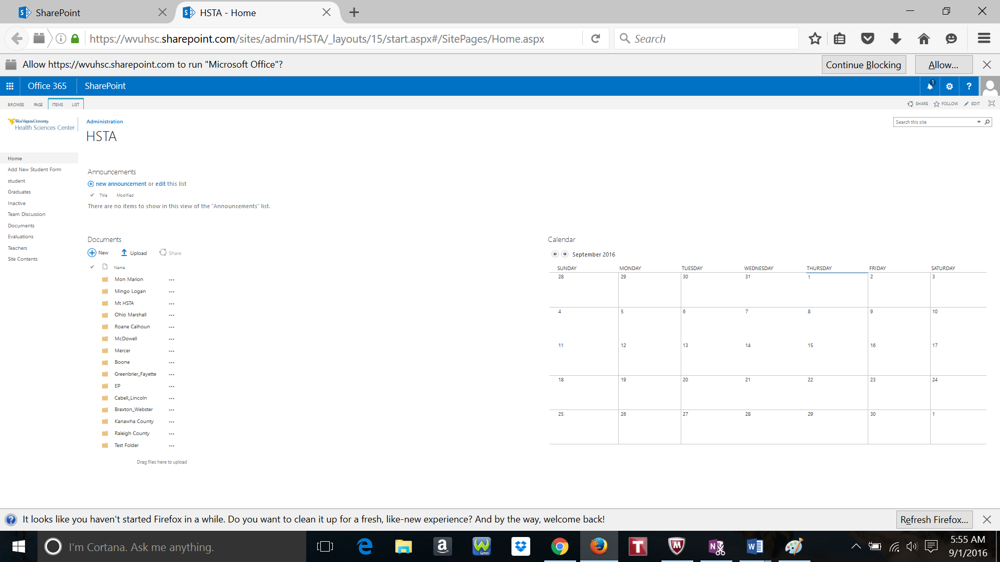 SharePoint
HSTA - Home
https://wvuhsc.sharepoint.com/sites/admin/HSTA/_layouts/15/start.aspx#/SitePages/Home.aspx
Search
Allow https://wvuhsc.sharepoint.com to run "Microsoft Office"?
Continue Blocking
Allow...
Office 365
SharePoint
1
?
BROWSE PAGE ITEMS LIST
SHARE FOLLOW EDIT
West Virginia University
Health Sciences Center
Administration
HSTA
Search this site
Home
Add New Student Form
student
Graduates
Inactive
Team Discussion
Documents
Evaluations
Teachers
Site Contents
Announcements
new announcement or edit this list
Title Modified
There are no items to show in this view of the "Announcements" list.
Documents
New Upload Share
Name
Mon Marion ...
Mingo Logan ...
Mt HSTA ...
Ohio Marshall ...
Roane Calhoun ...
McDowell ...
Mercer ...
Boone ...
Greenbrier_Fayette ...
EP ...
Cabell_Lincoln ...
Braxton_Webster ...
Kanawha County ...
Raleigh County ...
Test Folder ...
Drag files here to upload
Calendar
September 2016
SUNDAY MONDAY TUESDAY WEDNESDAY THURSDAY FRIDAY SATURDAY
28 29 30 31 1 2 3
4 5 6 7 8 9 10
11 12 13 14 15 16 17
18 19 20 21 22 23 24
25 26 27 28 29 30 1
It looks like you haven't started Firefox in a while. Do you want to clean it up for a fresh, like-new experience? And by the way, welcome back!
Refresh Firefox...
I'm Cortana. Ask me anything.
Games
5:55 AM
9/1/2016